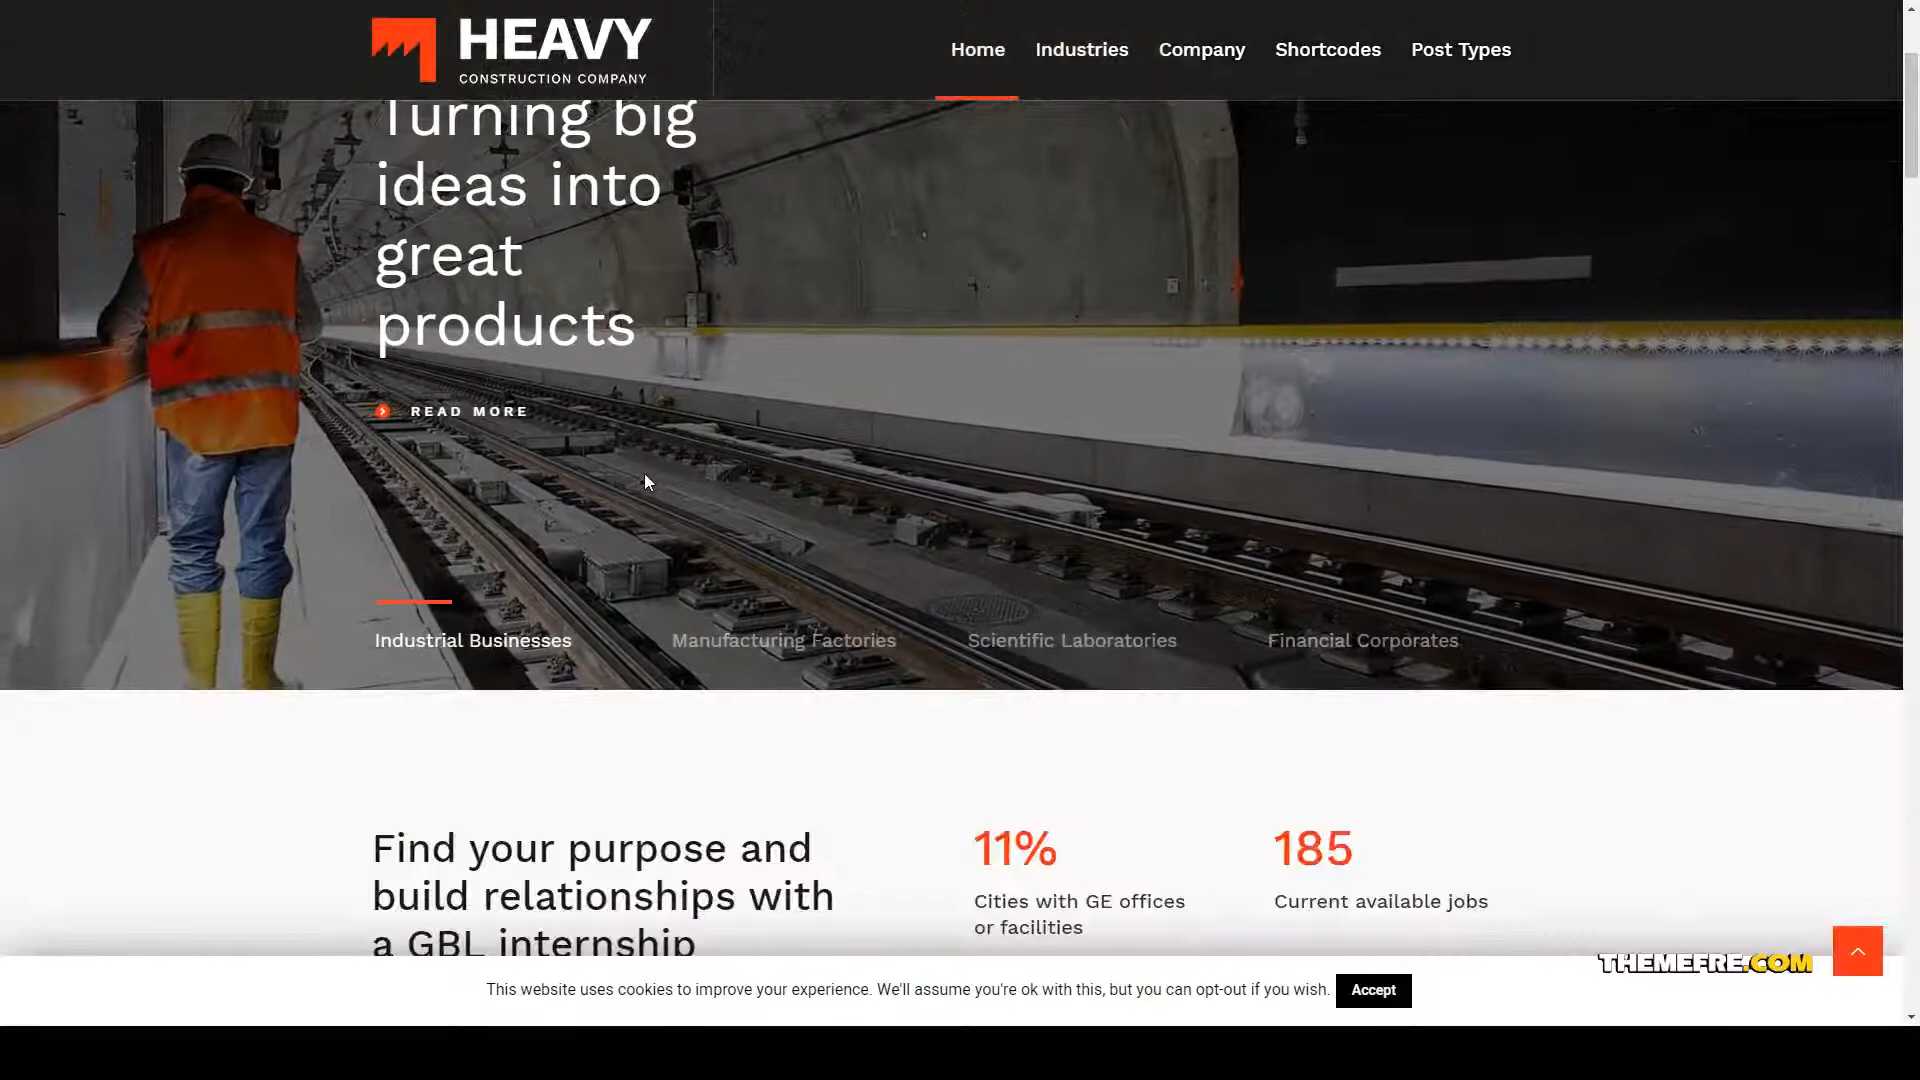 HEAVY
CONSTRUCTION COMPANY
Home Industries Company Shortcodes Post Types
Turning big
ideas into
great
products
READ MORE
Industrial Businesses Manufacturing Factories Scientific Laboratories Financial Corporates
Find your purpose and
build relationships with
a GBL internship
11%
Cities with GE offices
or facilities
185
Current available jobs
THEMEFRE.COM
This website uses cookies to improve your experience. We'll assume you're ok with this, but you can opt-out if you wish. Accept